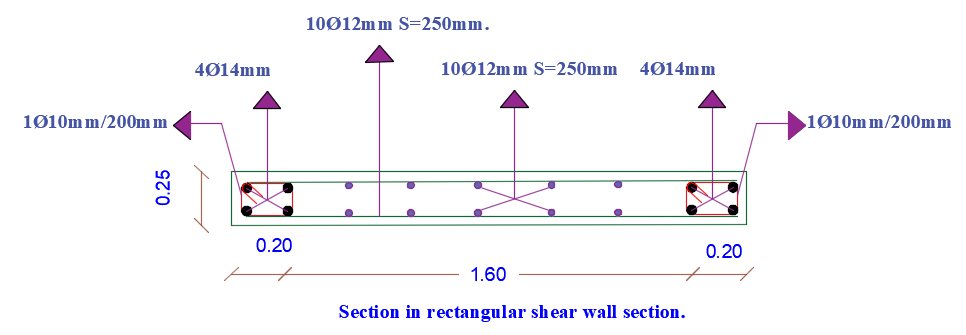 10Ø12mm S=250mm.
4Ø14mm
10Ø12mm S=250mm
4Ø14mm
1Ø10mm/200mm
1Ø10mm/200mm
0.25
0.20
0.20
1.60
Section in rectangular shear wall section.